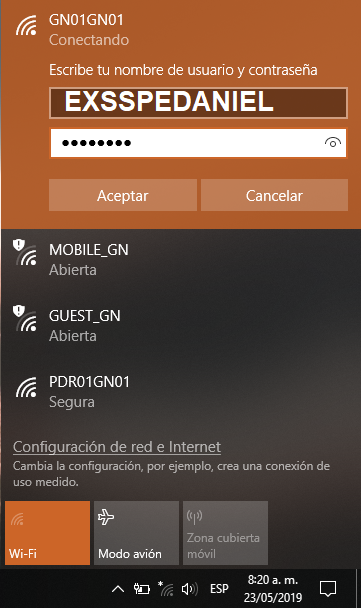 GN01GN01
Conectando
Escribe tu nombre de usuario y contraseña
EXSSPEDANIEL
••••••••
Aceptar Cancelar
MOBILE_GN
Abierta
GUEST_GN
Abierta
PDR01GN01
Segura
Configuración de red e Internet
Cambia la configuración, por ejemplo, crea una conexión de
uso medido.
Wi-Fi Modo avión Zona cubierta
móvil
ESP 8:20 a. m.
23/05/2019